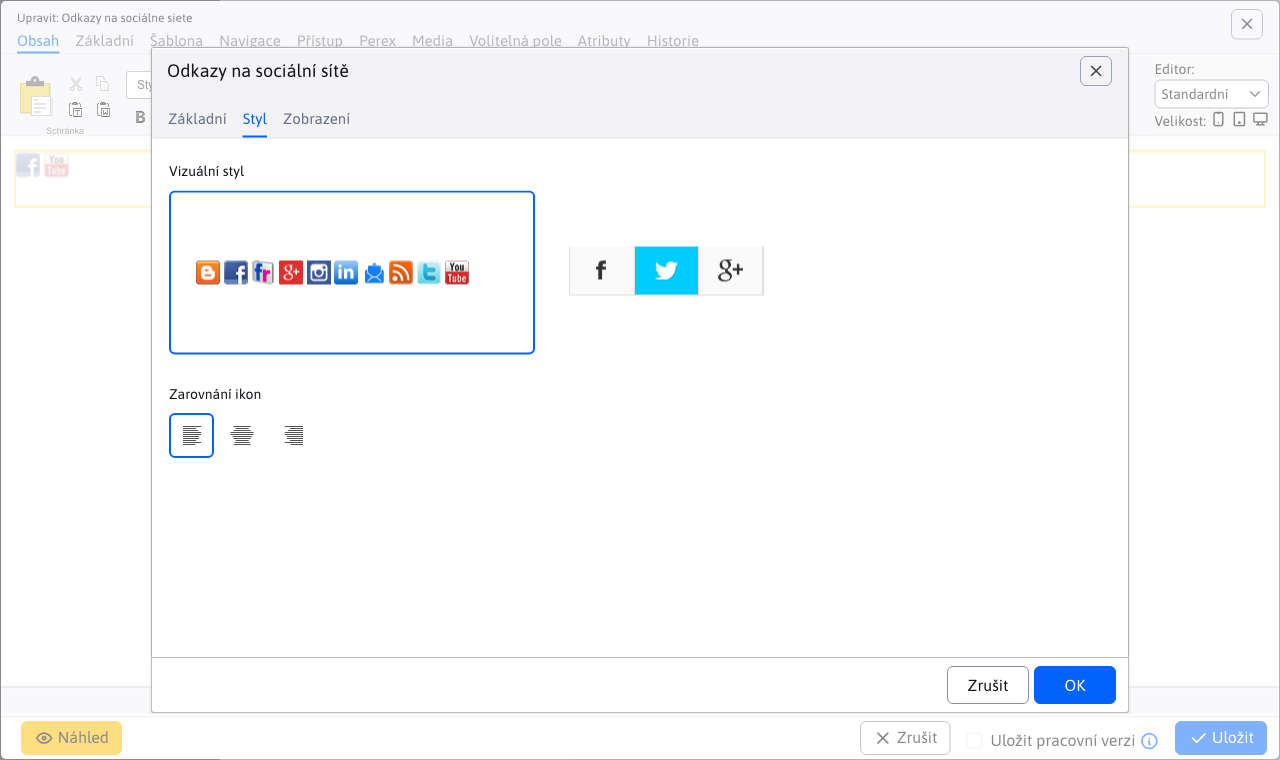 Upravit: Odkazy na sociálne siete
Obsah Základní Šablona Navigace Přístup Perex Media Volitelná pole Atributy Historie
Odkazy na sociální sítě
Editor:
Standardní
Velikost:
Sty
B
Schránka
Základní Styl Zobrazení
f You Tube
Vizuální styl
f fr g+ in t You Tube
f g+
Zarovnání ikon
Zrušit OK
Náhled Zrušit Uložit pracovní verzi i Uložit